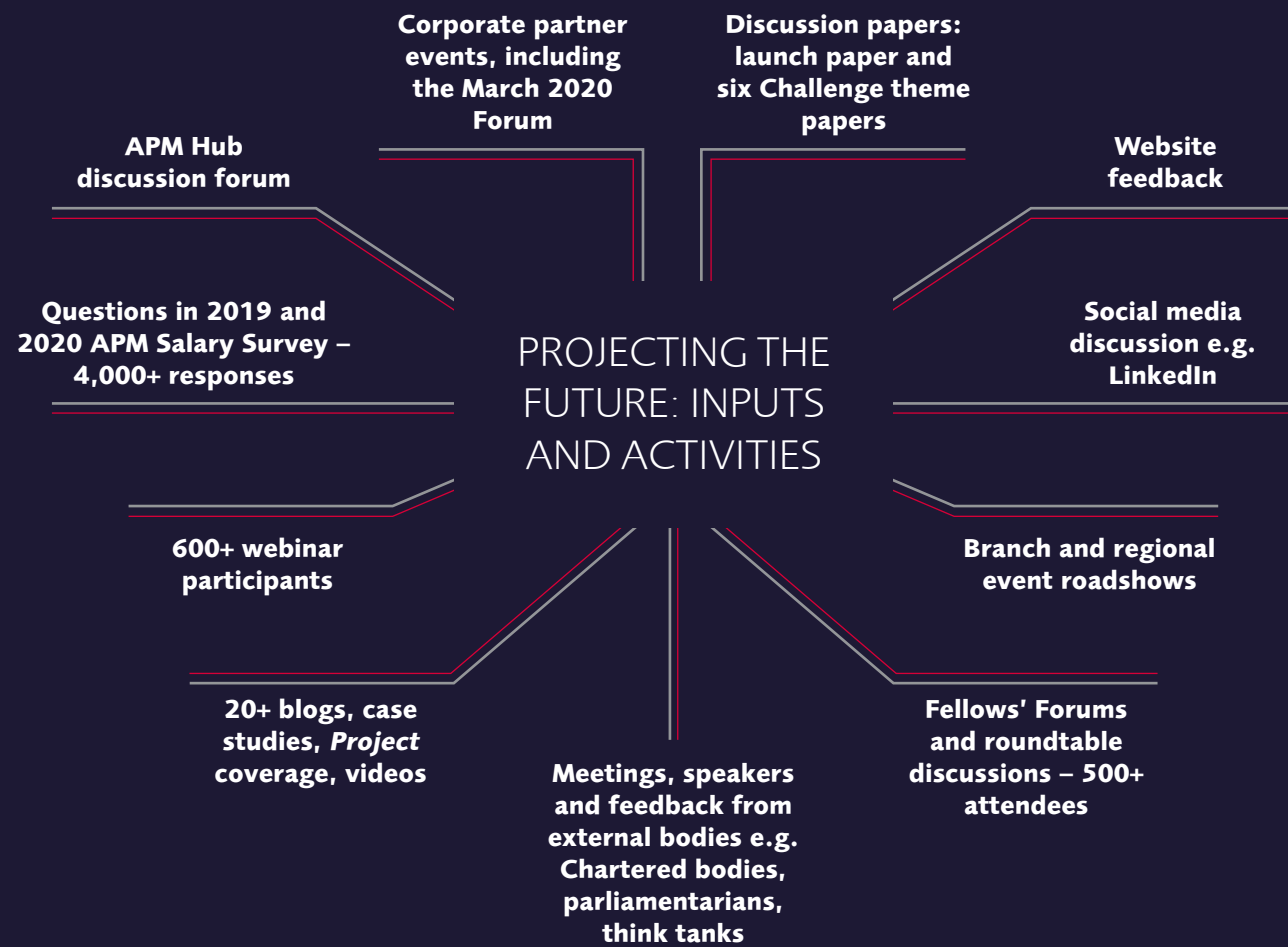 Corporate partner
events, including
the March 2020
Forum
Discussion papers:
launch paper and
six Challenge theme
papers
APM Hub
discussion forum
Website
feedback
Questions in 2019 and
2020 APM Salary Survey –
4,000+ responses
PROJECTING THE
FUTURE: INPUTS
AND ACTIVITIES
Social media
discussion e.g.
LinkedIn
600+ webinar
participants
Branch and regional
event roadshows
20+ blogs, case
studies, Project
coverage, videos
Meetings, speakers
and feedback from
external bodies e.g.
Chartered bodies,
parliamentarians,
think tanks
Fellows’ Forums
and roundtable
discussions – 500+
attendees